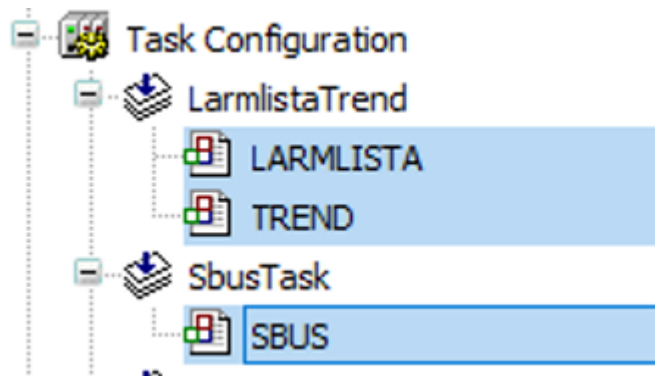 Task Configuration
LarmlistaTrend
LARMLISTA
TREND
SbusTask
SBUS